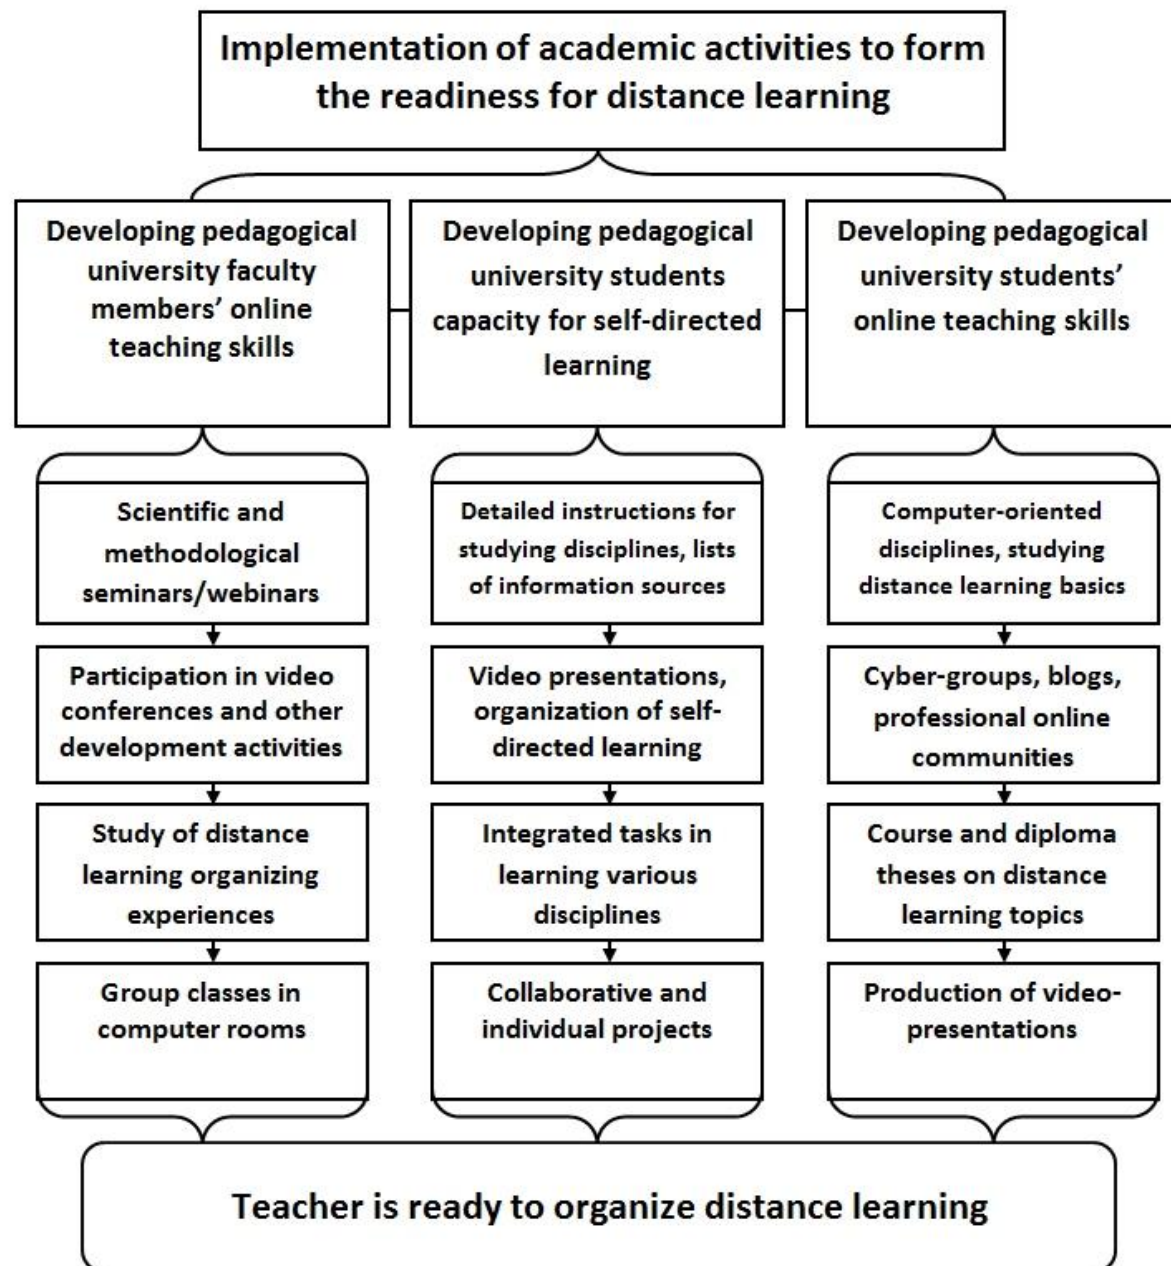 Implementation of academic activities to form
the readiness for distance learning
Developing pedagogical
university faculty
members’ online
teaching skills
Developing pedagogical
university students
capacity for self-directed
learning
Developing pedagogical
university students’
online teaching skills
Scientific and
methodological
seminars/webinars
Participation in video
conferences and other
development activities
Study of distance
learning organizing
experiences
Group classes in
computer rooms
Detailed instructions for
studying disciplines, lists
of information sources
Video presentations,
organization of self-
directed learning
Integrated tasks in
learning various
disciplines
Collaborative and
individual projects
Computer-oriented
disciplines, studying
distance learning basics
Cyber-groups, blogs,
professional online
communities
Course and diploma
theses on distance
learning topics
Production of video-
presentations
Teacher is ready to organize distance learning